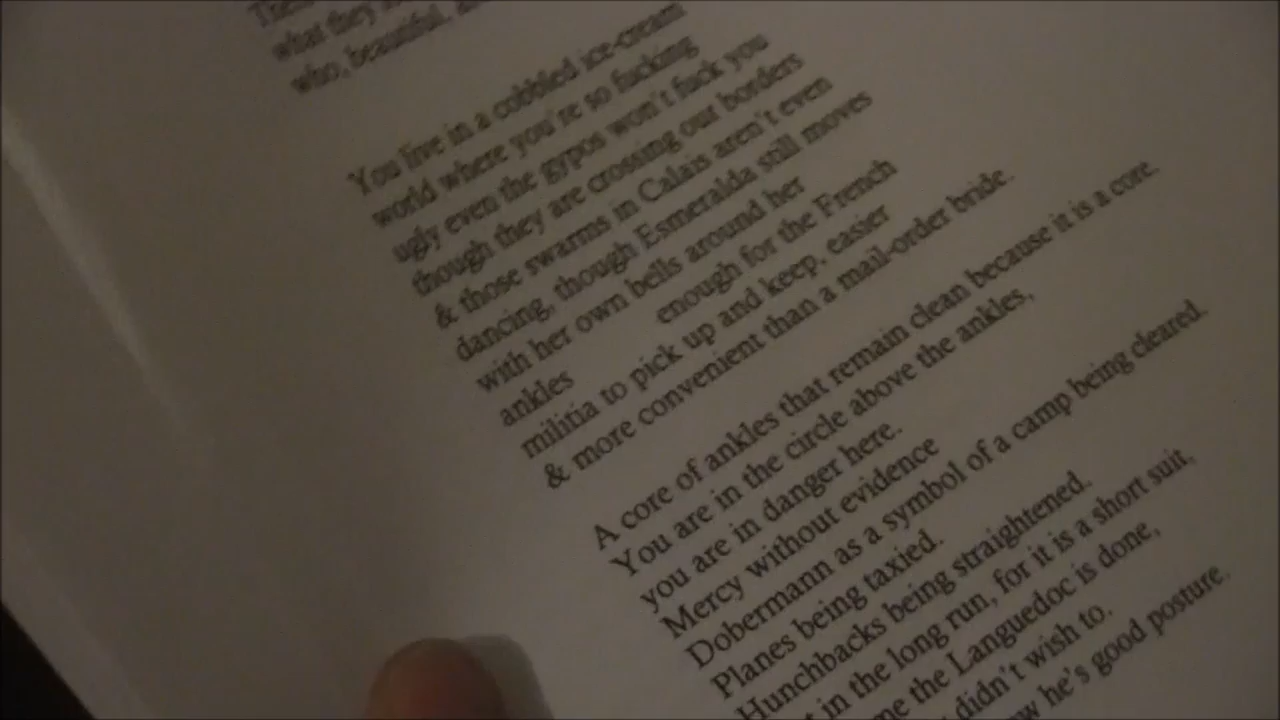 what they
who, beautiful,
You live in a cobbled ice-cream
world where you're so fucking
ugly even the gypos won't fuck you
though they are crossing our borders
& those swarms in Calais aren't even
dancing, though Esmeralda still moves
with her own bells around her
ankles enough for the French
militia to pick up and keep, easier
& more convenient than a mail-order bride.
A core of ankles that remain clean because it is a core.
You are in the circle above the ankles,
you are in danger here.
Mercy without evidence
Dobermann as a symbol of a camp being cleared.
Planes being taxied.
Hunchbacks being straightened.
in the long run, for it is a short suit,
the Languedoc is done,
didn't wish to.
he's good posture.